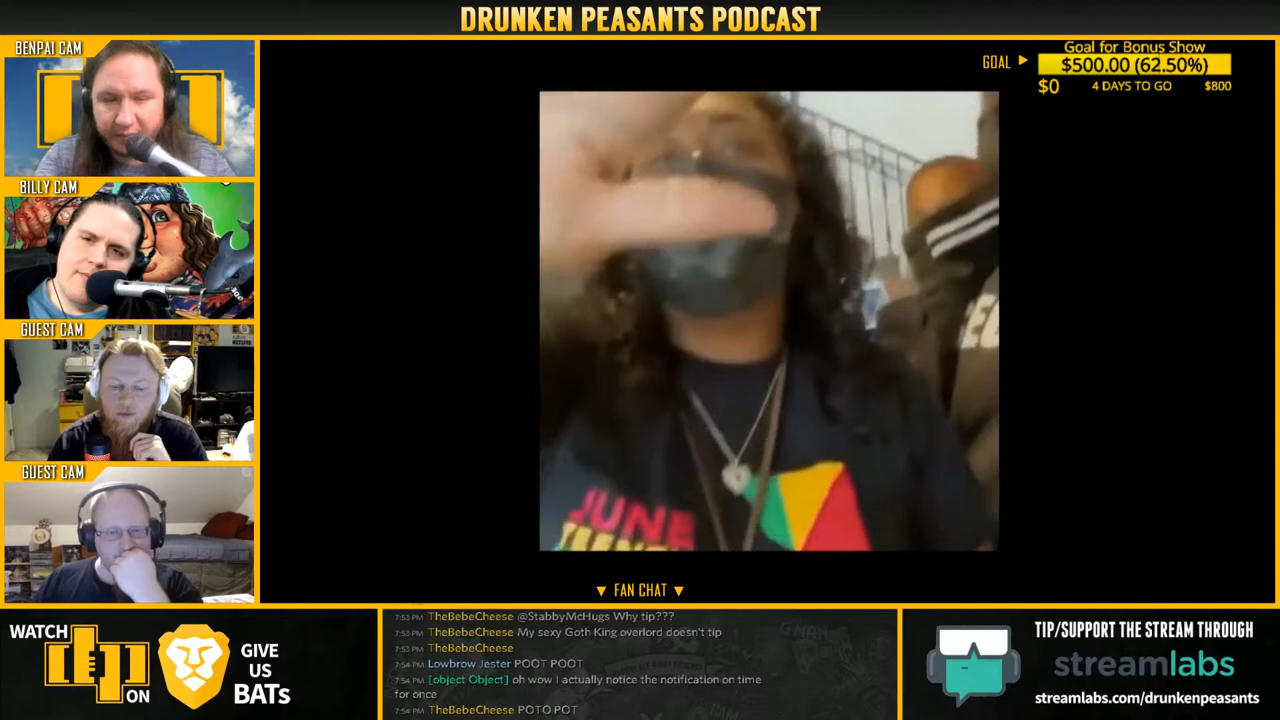 DRUNKEN PEASANTS PODCAST
BENPAI CAM
BILLY CAM
GUEST CAM
GUEST CAM
GOAL
Goal for Bonus Show
$500.00 (62.50%)
$0 4 DAYS TO GO $800
JUNE
FAN CHAT
7:53 PM TheBebeCheese @StabbyMcHugs Why tip???
7:53 PM TheBebeCheese My sexy Goth King overlord doesn't tip
7:53 PM TheBebeCheese
7:54 PM Lowbrow Jester POOT POOT
7:54 PM [object Object] oh wow I actually notice the notification on time
for once
7:54 PM TheBebeCheese POTO POT
WATCH
ON
GIVE
US
BATs
TIP/SUPPORT THE STREAM THROUGH
streamlabs
streamlabs.com/drunkenpeasants